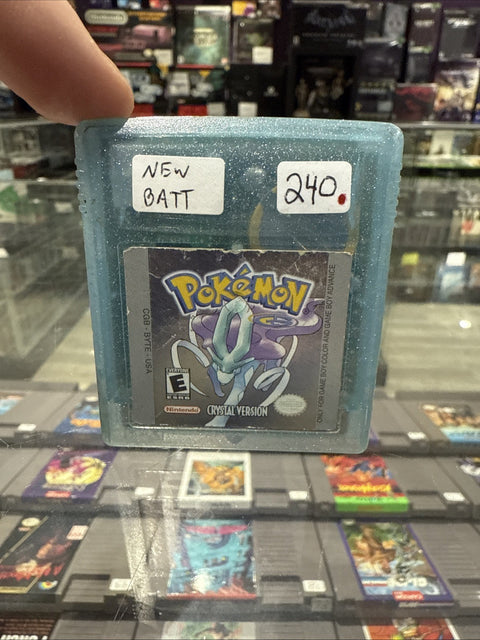 NEW
BATT
240.
POKéMON
CGB-BYTE-USA
ONLY FOR GAME BOY COLOR AND GAME BOY ADVANCE
EVERYONE
E
ESRB
Nintendo
CRYSTAL VERSION